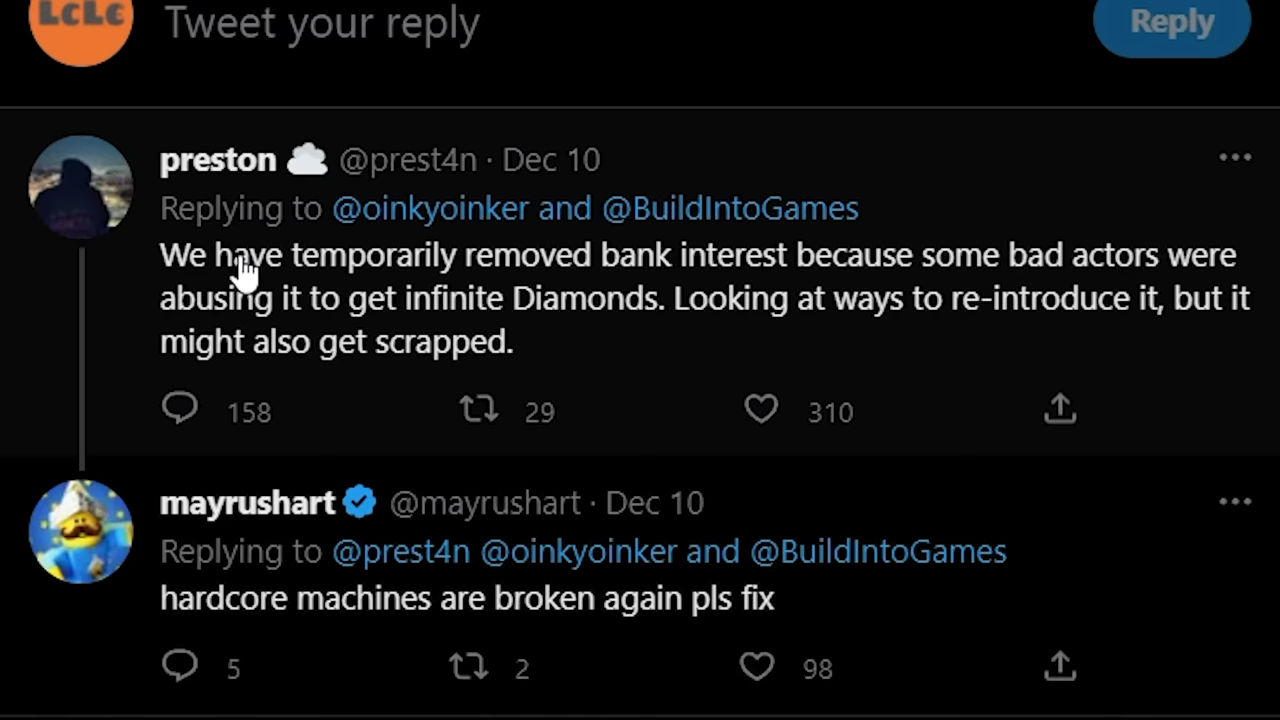 LCLC
Tweet your reply
Reply
preston @prest4n · Dec 10
Replying to @oinkyoinker and @BuildIntoGames
We have temporarily removed bank interest because some bad actors were
abusing it to get infinite Diamonds. Looking at ways to re-introduce it, but it
might also get scrapped.
158 29 310
mayrushart @mayrushart · Dec 10
Replying to @prest4n @oinkyoinker and @BuildIntoGames
hardcore machines are broken again pls fix
5 2 98